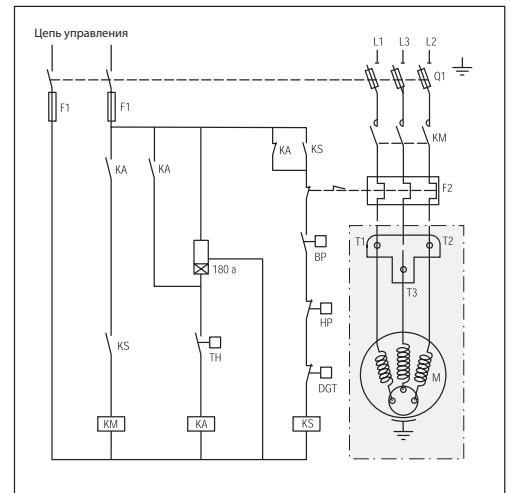 Цепь управления
L1 L3 L2
Q1
F1 F1
KA KS KM
KA KA
F2
T1 T2
BP
180 a
T3
HP
KS TH
M
DGT
KM KA KS